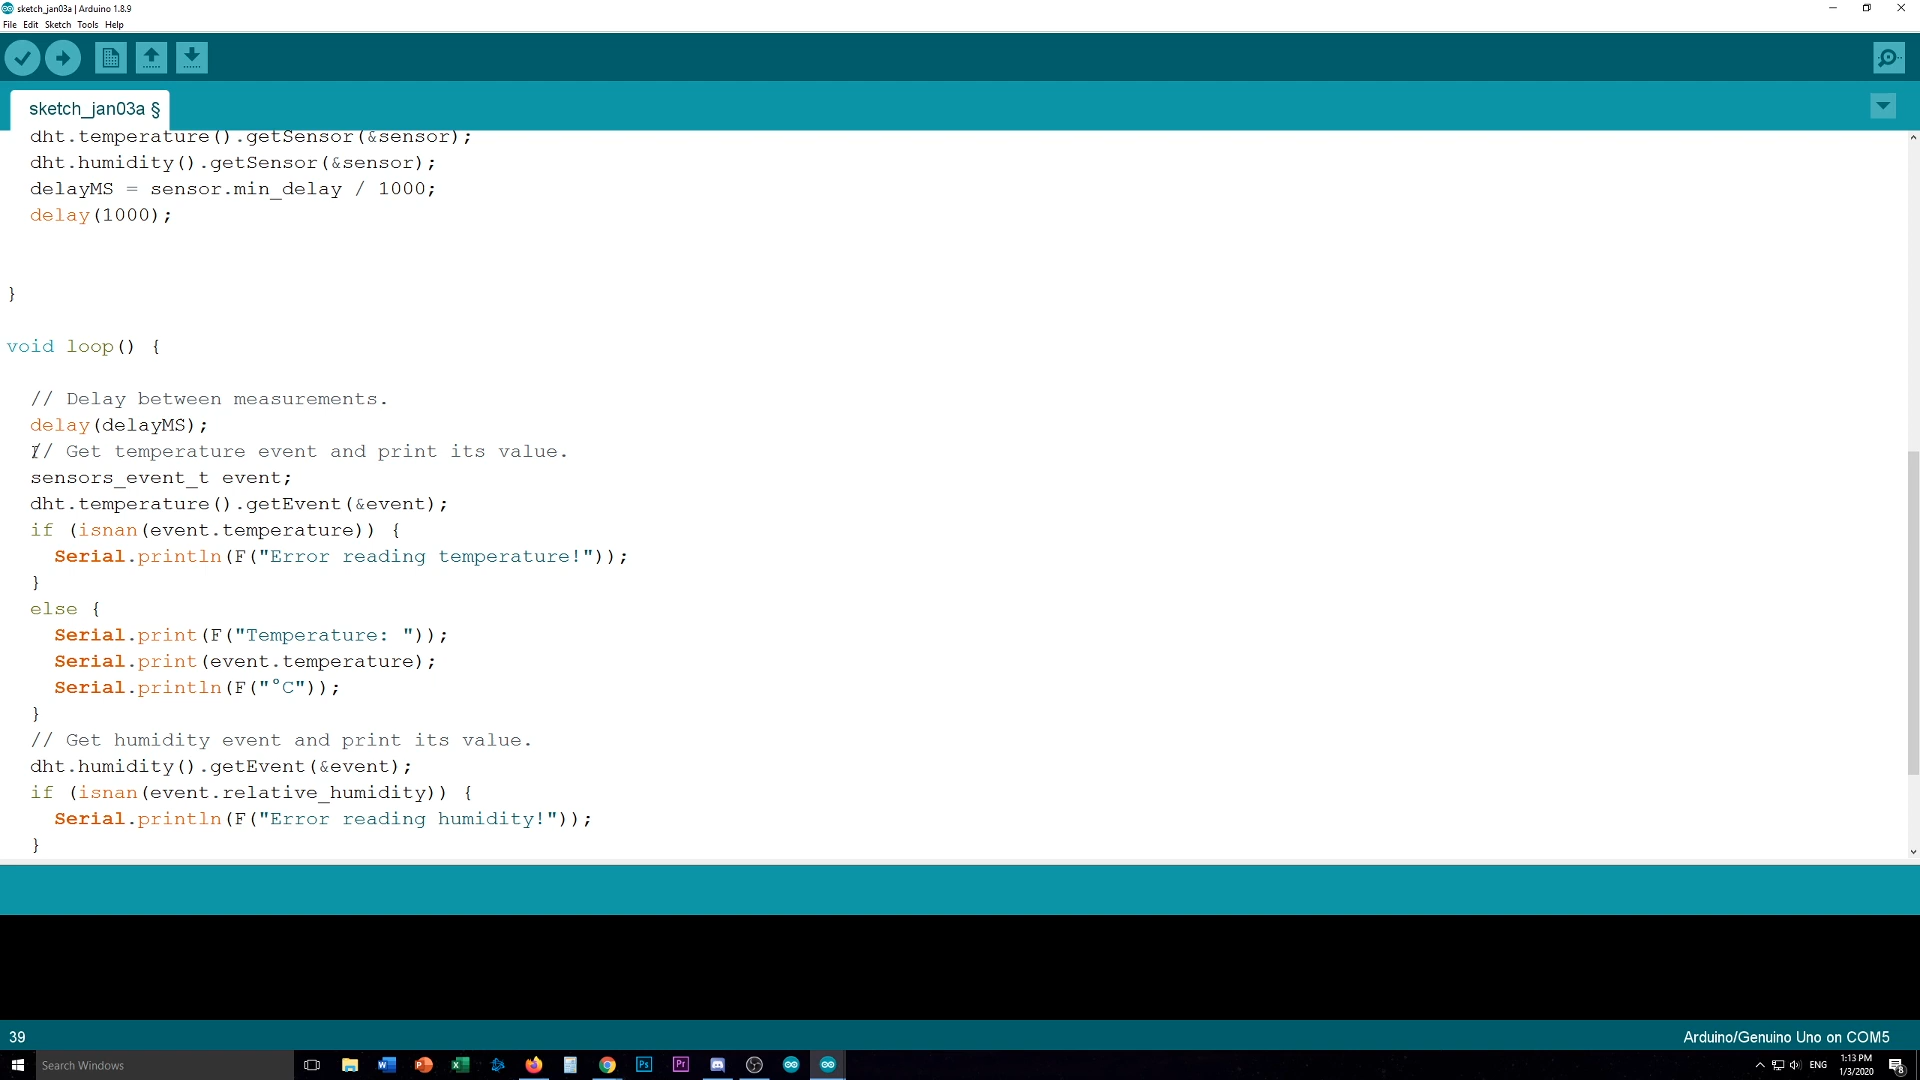 sketch_jan03a | Arduino 1.8.9
File Edit Sketch Tools Help
sketch_jan03a §
dht.temperature().getSensor(&sensor);
dht.humidity().getSensor(&sensor);
delayMS = sensor.min_delay / 1000;
delay(1000);
}
void loop() {
// Delay between measurements.
delay(delayMS);
// Get temperature event and print its value.
sensors_event_t event;
dht.temperature().getEvent(&event);
if (isnan(event.temperature)) {
Serial.println(F("Error reading temperature!"));
}
else {
Serial.print(F("Temperature: "));
Serial.print(event.temperature);
Serial.println(F("°C"));
}
// Get humidity event and print its value.
dht.humidity().getEvent(&event);
if (isnan(event.relative_humidity)) {
Serial.println(F("Error reading humidity!"));
}
39
Arduino/Genuino Uno on COM5
Search Windows
ENG
1:13 PM
1/3/2020
8